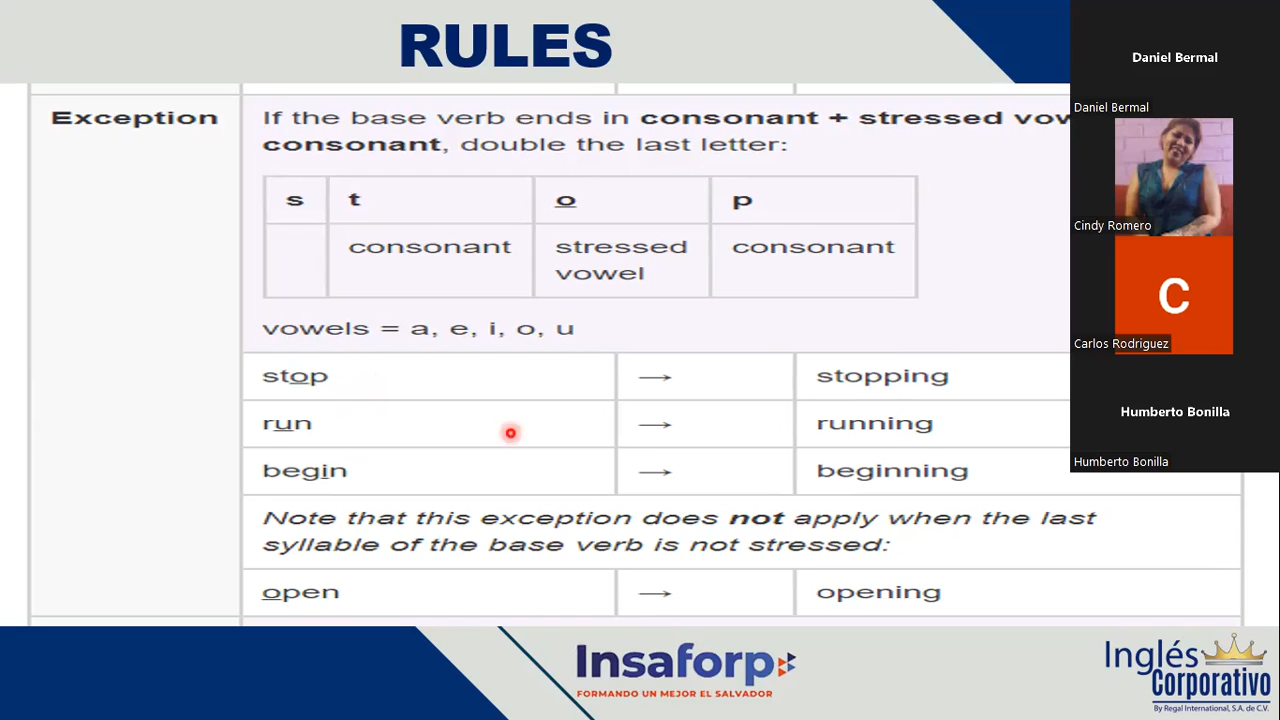 RULES
Exception
If the base verb ends in consonant + stressed vow
consonant, double the last letter:
s t o p
consonant stressed vowel consonant
vowels = a, e, i, o, u
stop → stopping
run → running
begin → beginning
Note that this exception does not apply when the last
syllable of the base verb is not stressed:
open → opening
Insaforp
FORMANDO UN MEJOR EL SALVADOR
Inglés
Corporativo
By Regal International, S.A. de C.V.
Daniel Bermal
Daniel Bermal
Cindy Romero
C
Carlos Rodriguez
Humberto Bonilla
Humberto Bonilla